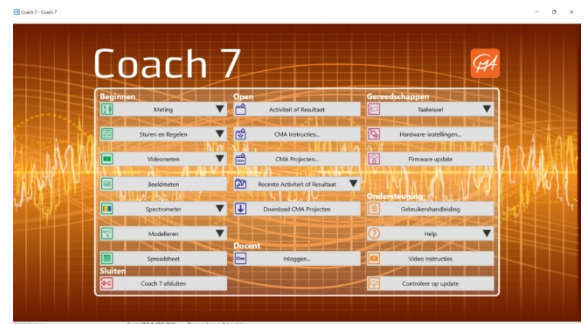 Coach 7 - Coach 7
Coach 7
CMA
Beginnen
Meting
Sturen en Regelen
Videometen
Beeldmeten
Spectrometer
Modelleren
Spreadsheet
Sluiten
Coach 7 afsluiten
Open
Activiteit of Resultaat
CMA Instructies...
CMA Projecten...
Recente Activiteit of Resultaat
Download CMA Projecten
Docent
Inloggen...
Gereedschappen
Taalwissel
Hardware-instellingen...
Firmware update
Ondersteuning
Gebruikershandleiding
Help
Video Instructies
Controleer op update